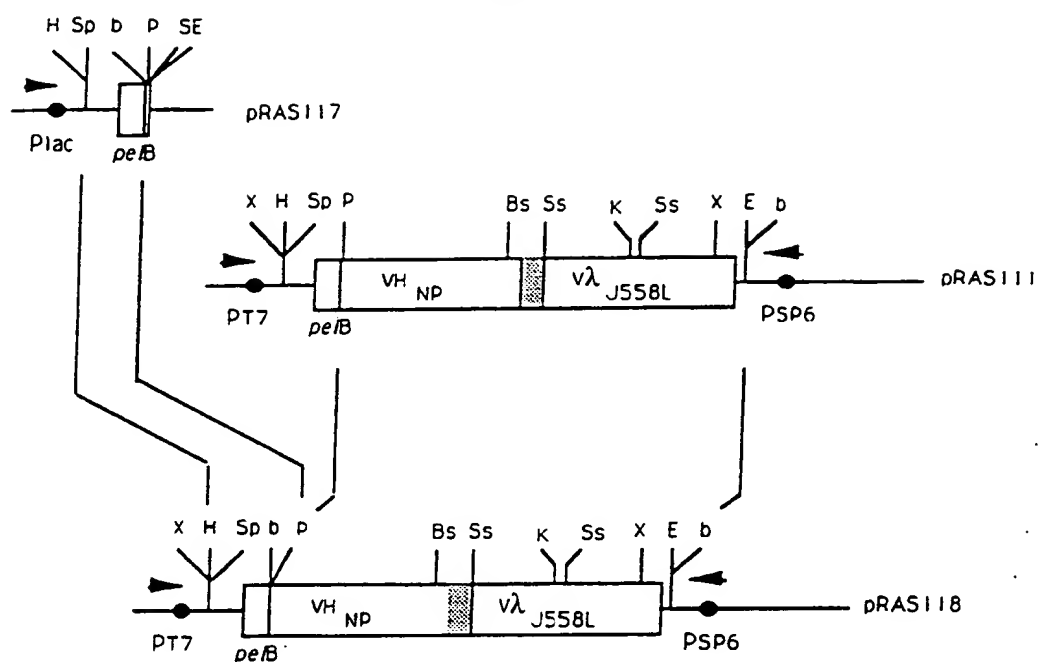 H Sp b P SE
pRAS117
Plac
pelB
X H Sp P Bs Ss K Ss X E b
VH NP Vλ J558L
pRAS111
PT7
pelB
PSP6
X H Sp b P Bs Ss K Ss X E b
VH NP Vλ J558L
pRAS118
PT7
pelB
PSP6